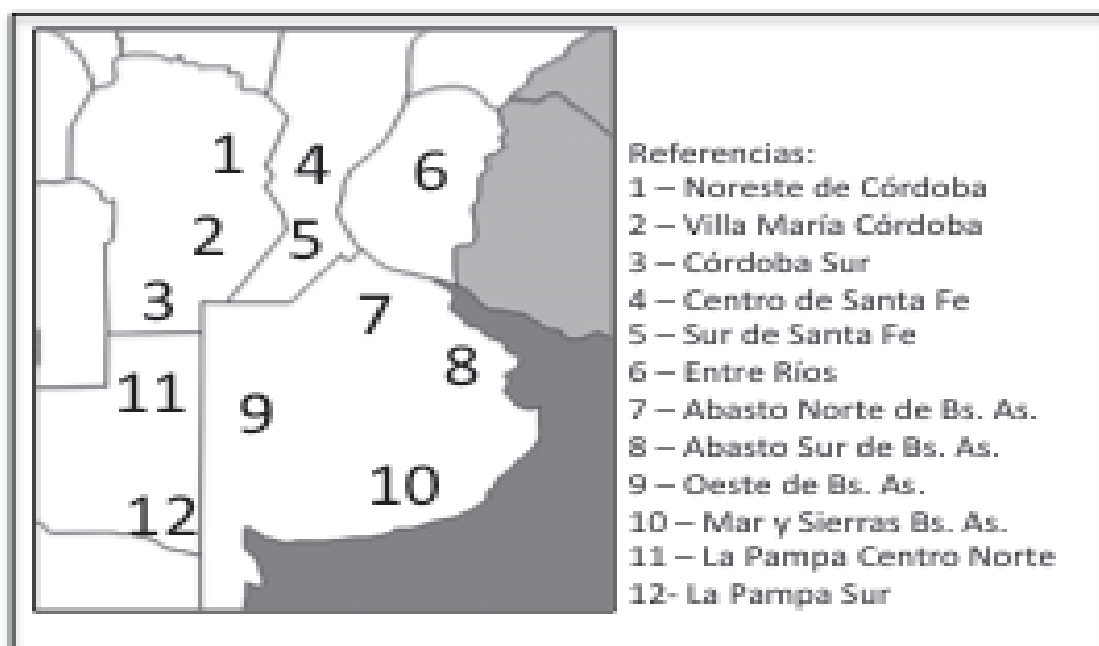 1
4
6
2
5
3
7
8
11
9
10
12
Referencias:
1 – Noreste de Córdoba
2 – Villa María Córdoba
3 – Córdoba Sur
4 – Centro de Santa Fe
5 – Sur de Santa Fe
6 – Entre Ríos
7 – Abasto Norte de Bs. As.
8 – Abasto Sur de Bs. As.
9 – Oeste de Bs. As.
10 – Mar y Sierras Bs. As.
11 – La Pampa Centro Norte
12- La Pampa Sur